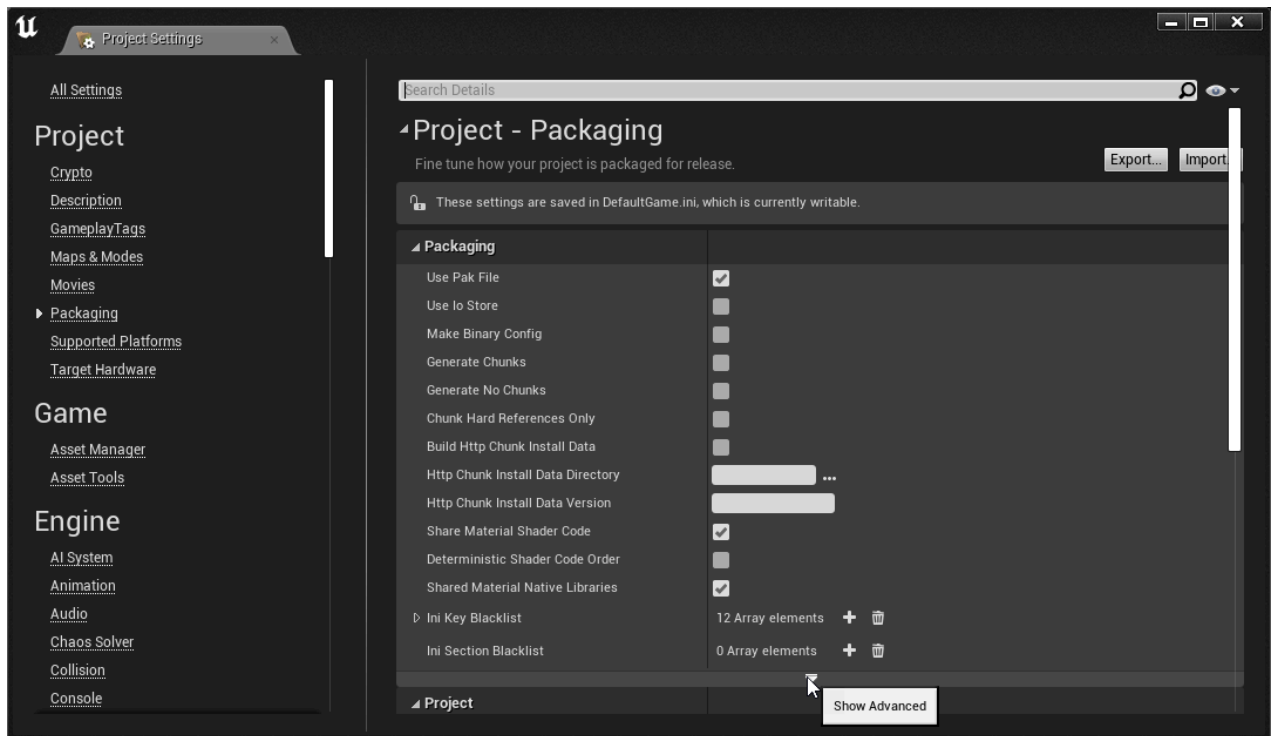 Project Settings
All Settings
Project
Crypto
Description
GameplayTags
Maps & Modes
Movies
Packaging
Supported Platforms
Target Hardware
Game
Asset Manager
Asset Tools
Engine
AI System
Animation
Audio
Chaos Solver
Collision
Console
Search Details
Project - Packaging
Fine tune how your project is packaged for release.
Export... Import...
These settings are saved in DefaultGame.ini, which is currently writable.
Packaging
Use Pak File
Use Io Store
Make Binary Config
Generate Chunks
Generate No Chunks
Chunk Hard References Only
Build Http Chunk Install Data
Http Chunk Install Data Directory ...
Http Chunk Install Data Version
Share Material Shader Code
Deterministic Shader Code Order
Shared Material Native Libraries
Ini Key Blacklist 12 Array elements
Ini Section Blacklist 0 Array elements
Show Advanced
Project